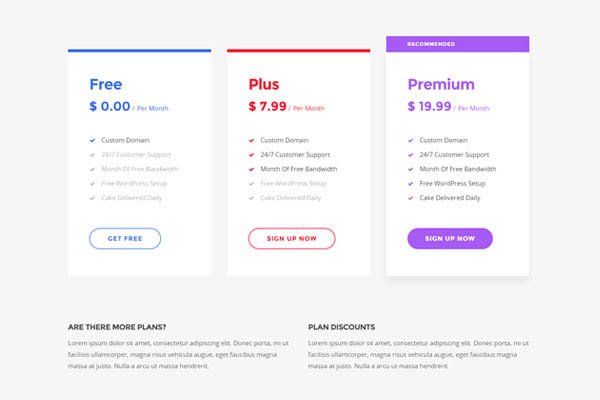 RECOMMENDED
Free
$ 0.00 / Per Month
Custom Domain
24/7 Customer Support
Month Of Free Bandwidth
Free WordPress Setup
Cake Delivered Daily
GET FREE
Plus
$ 7.99 / Per Month
Custom Domain
24/7 Customer Support
Month Of Free Bandwidth
Free WordPress Setup
Cake Delivered Daily
SIGN UP NOW
Premium
$ 19.99 / Per Month
Custom Domain
24/7 Customer Support
Month Of Free Bandwidth
Free WordPress Setup
Cake Delivered Daily
SIGN UP NOW
ARE THERE MORE PLANS?
Lorem ipsum dolor sit amet, consectetur adipiscing elit. Donec porta, mi ut
facilisis ullamcorper, magna risus vehicula augue, eget faucibus magna
massa at justo. Nulla a arcu ut massa hendrerit
PLAN DISCOUNTS
Lorem ipsum dolor sit amet, consectetur adipiscing elit. Donec porta, mi ut
facilisis ullamcorper, magna risus vehicula augue, eget faucibus magna
massa at justo. Nulla a arcu ut massa hendrerit